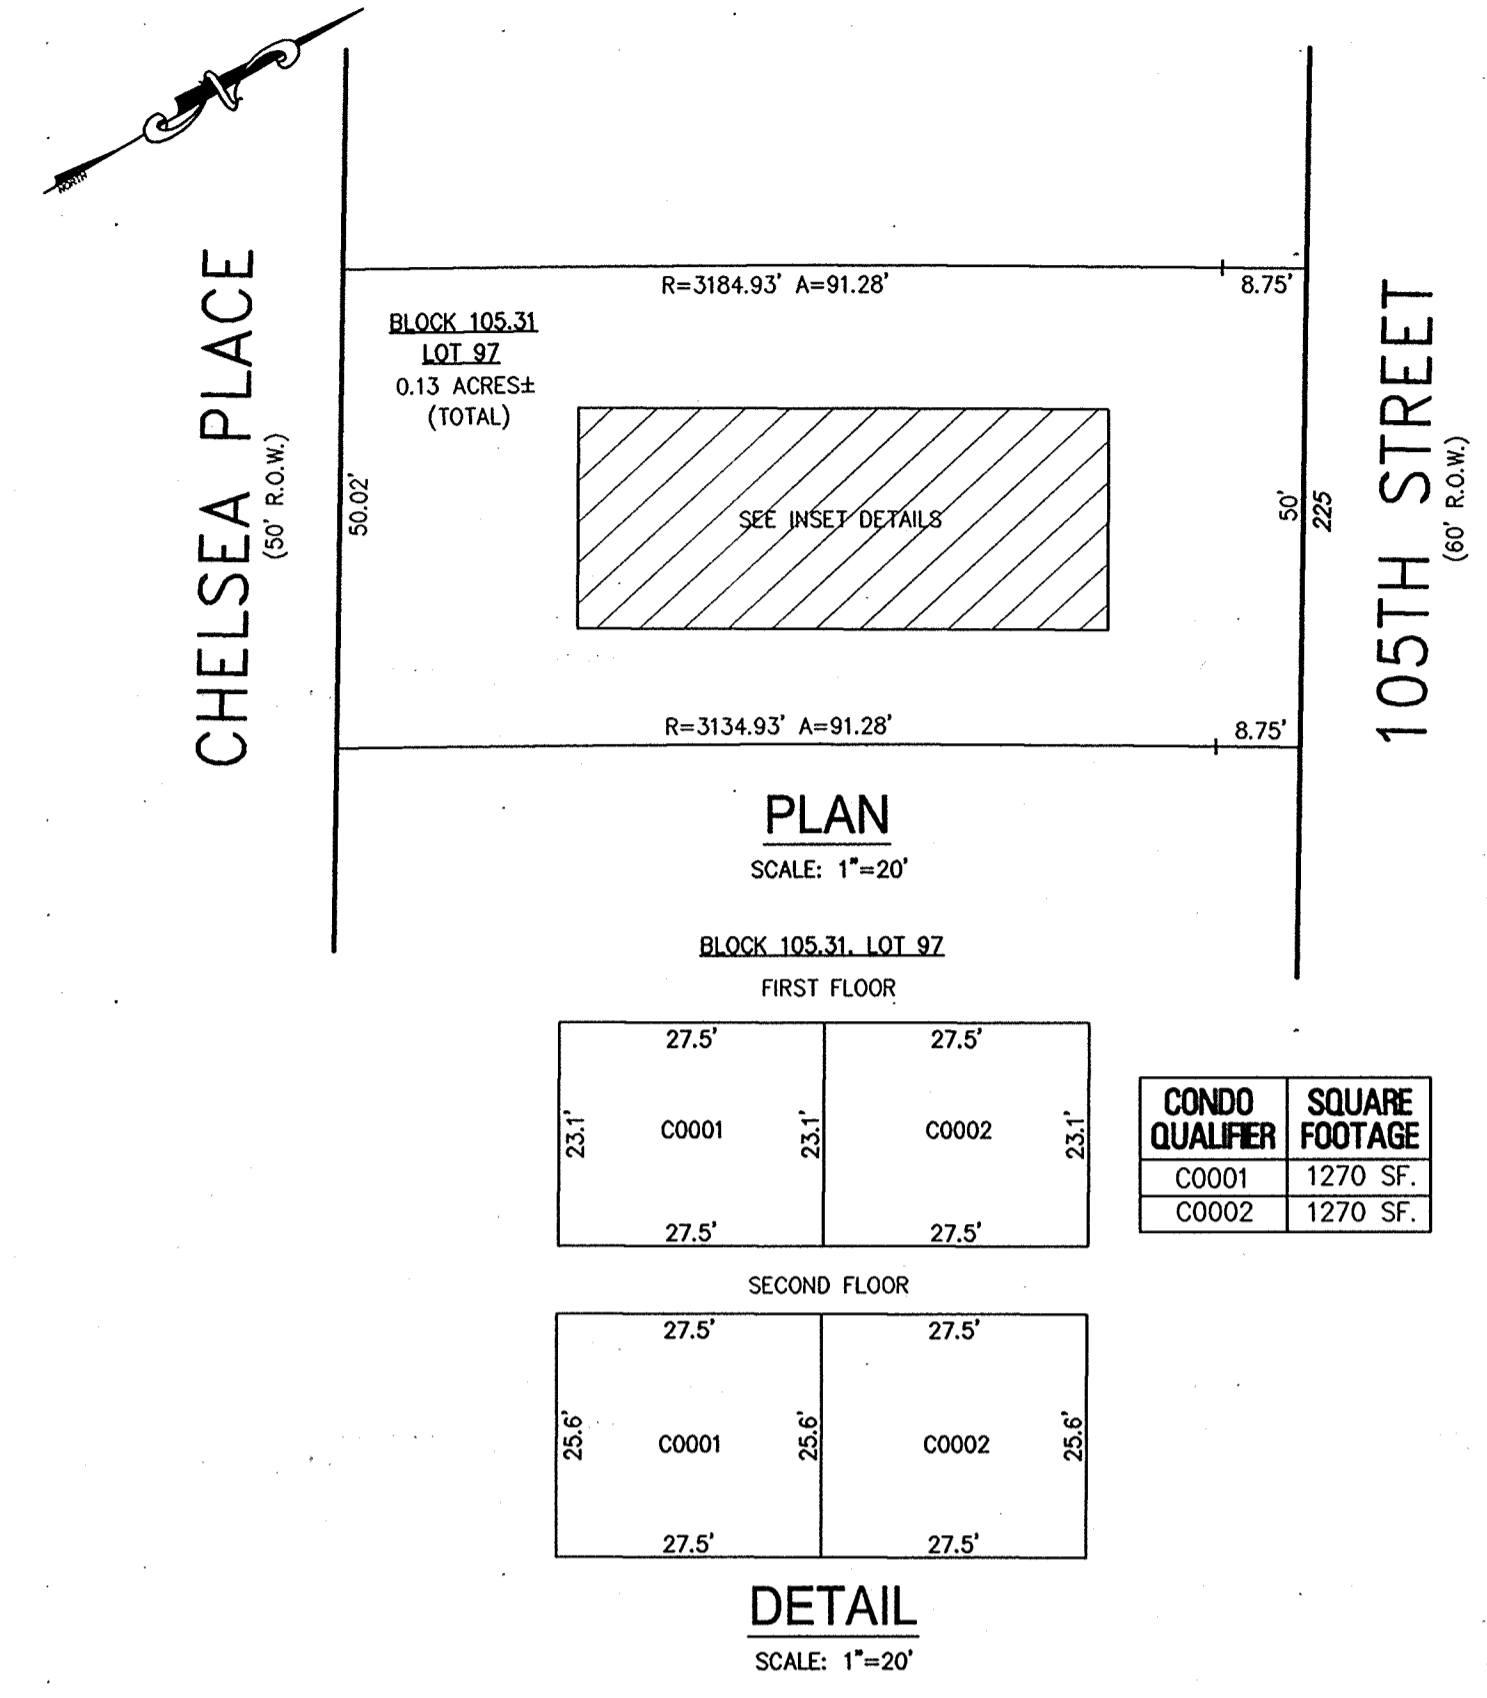 NORTH
R=3184.93' A=91.28'
8.75'
BLOCK 105.31
LOT 97
0.13 ACRES±
(TOTAL)
CHELSEA PLACE
(50' R.O.W.)
50.02'
SEE INSET DETAILS
50'
225
105TH STREET
(60' R.O.W.)
R=3134.93' A=91.28'
8.75'
PLAN
SCALE: 1"=20'
BLOCK 105.31. LOT 97
FIRST FLOOR
27.5' 27.5'
23.1' C0001 23.1' C0002 23.1'
27.5' 27.5'
CONDO QUALIFIER SQUARE FOOTAGE
C0001 1270 SF.
C0002 1270 SF.
SECOND FLOOR
27.5' 27.5'
25.6' C0001 25.6' C0002 25.6'
27.5' 27.5'
DETAIL
SCALE: 1"=20'